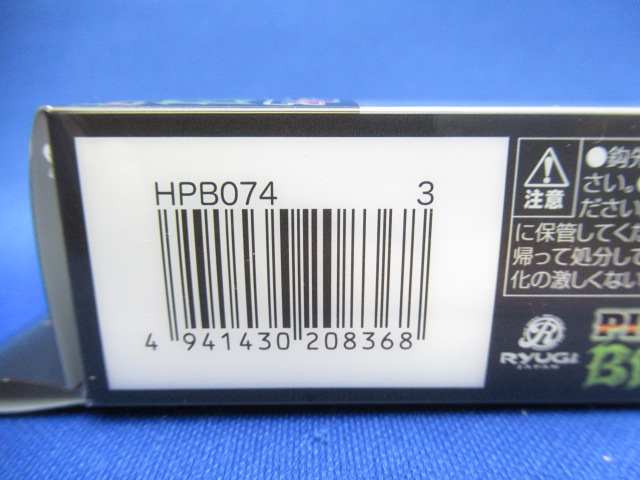 HPB074 3
4 941430 208368
注意
●鈎先
さい。
ださい
に保管してくだ
帰って処分して
化の激しくない
R
RYUGI
JAPAN